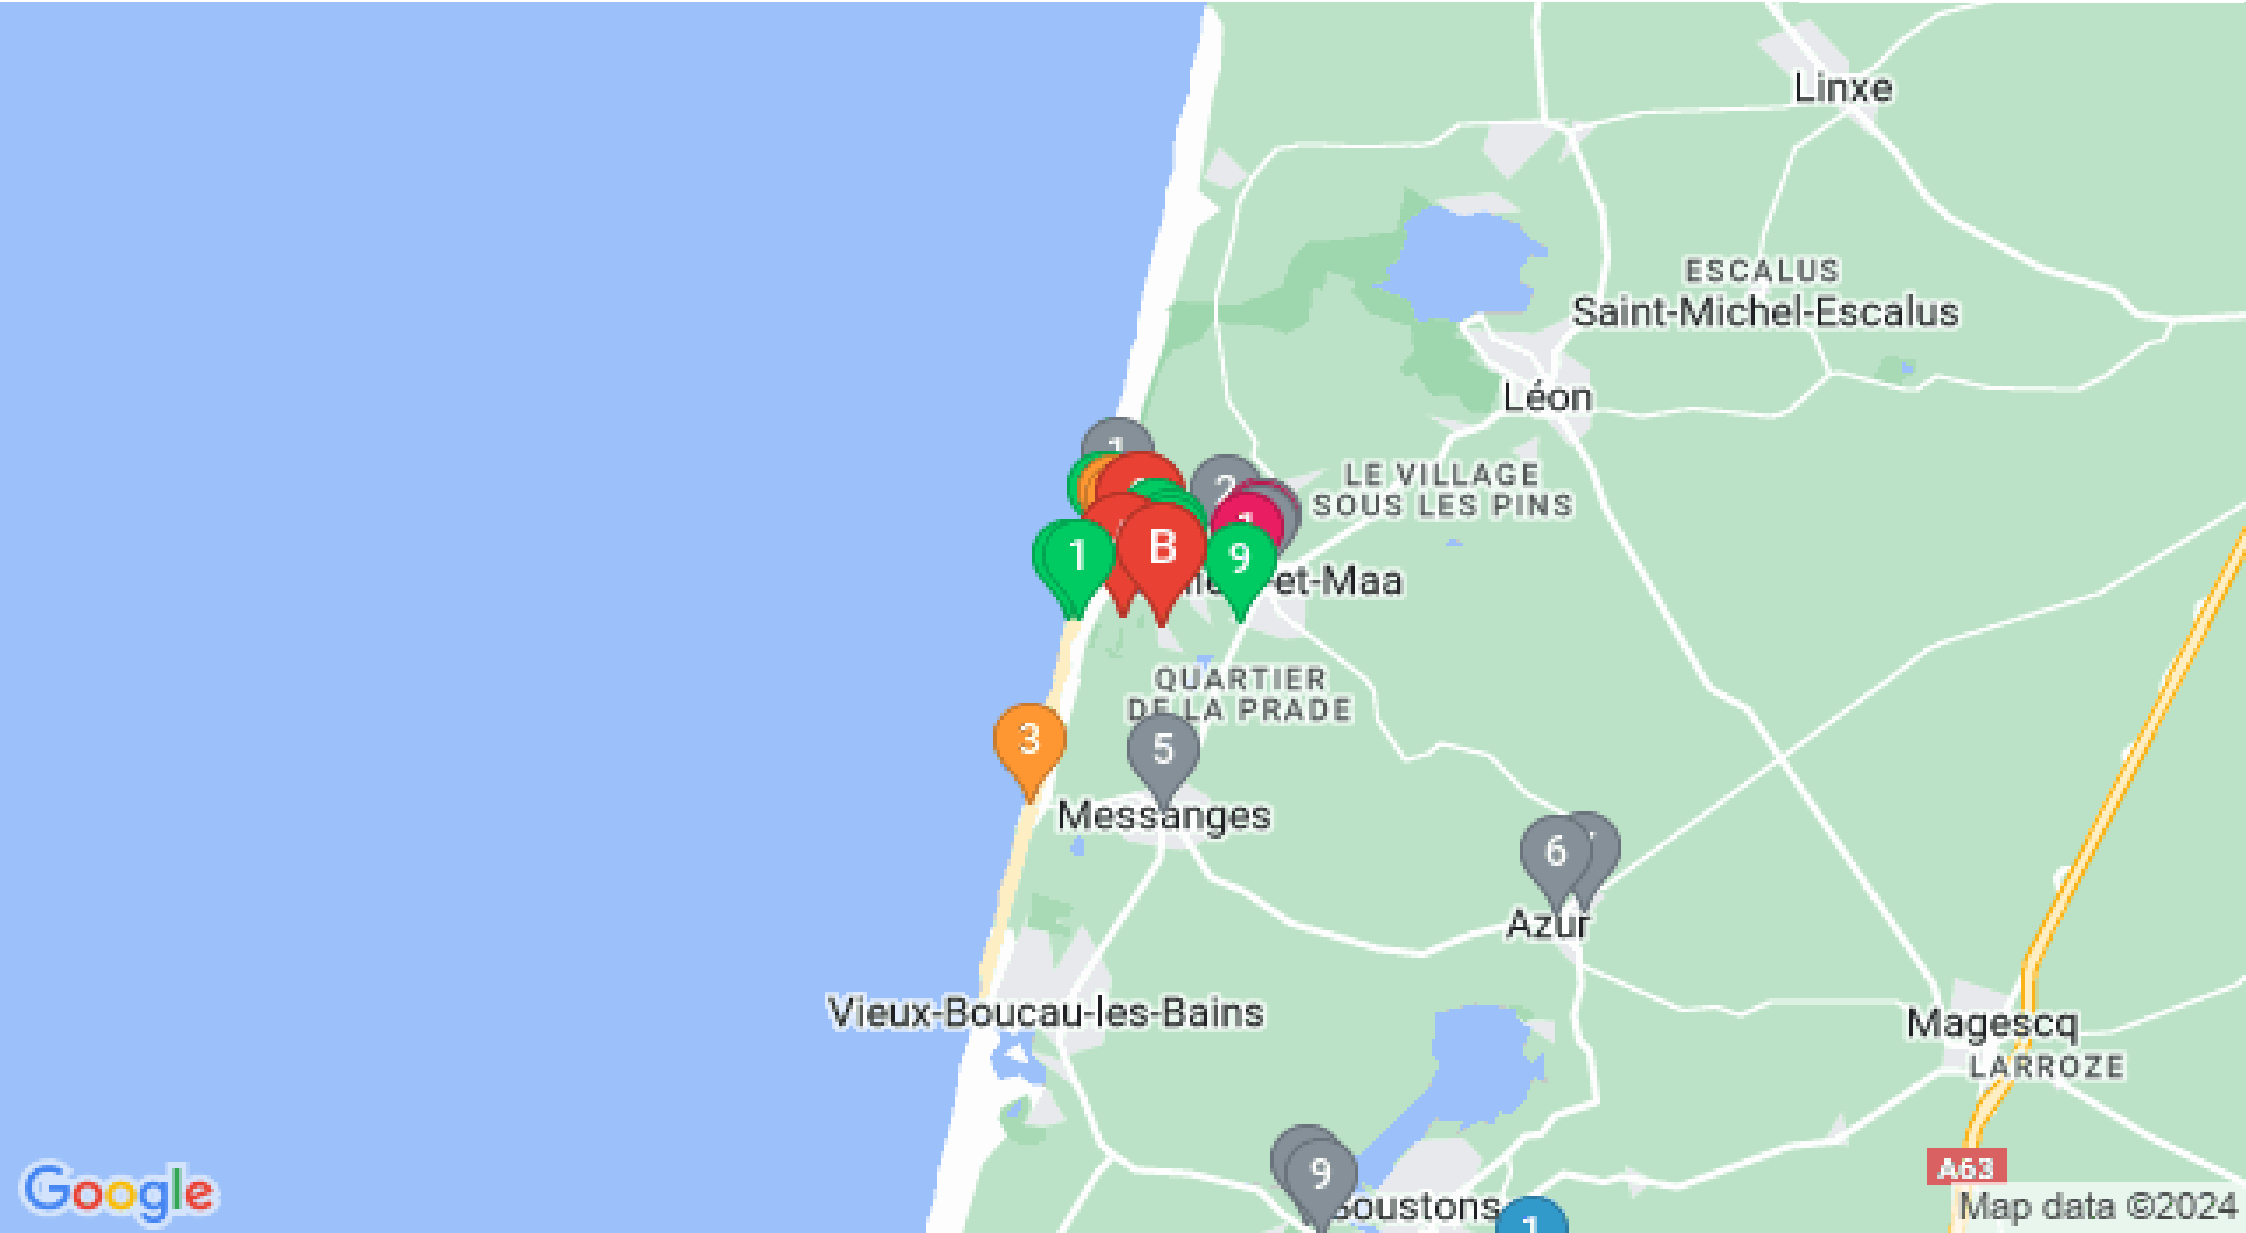 Linxe
ESCALUS
Saint-Michel-Escalus
Léon
1
2
LE VILLAGE
SOUS LES PINS
1
1
B
9
et-Maa
QUARTIER
DE LA PRADE
3
5
Messanges
6
Azur
Vieux-Boucau-les-Bains
Magescq
LARROZE
A63
9
Soustons
1
Google
Map data ©2024